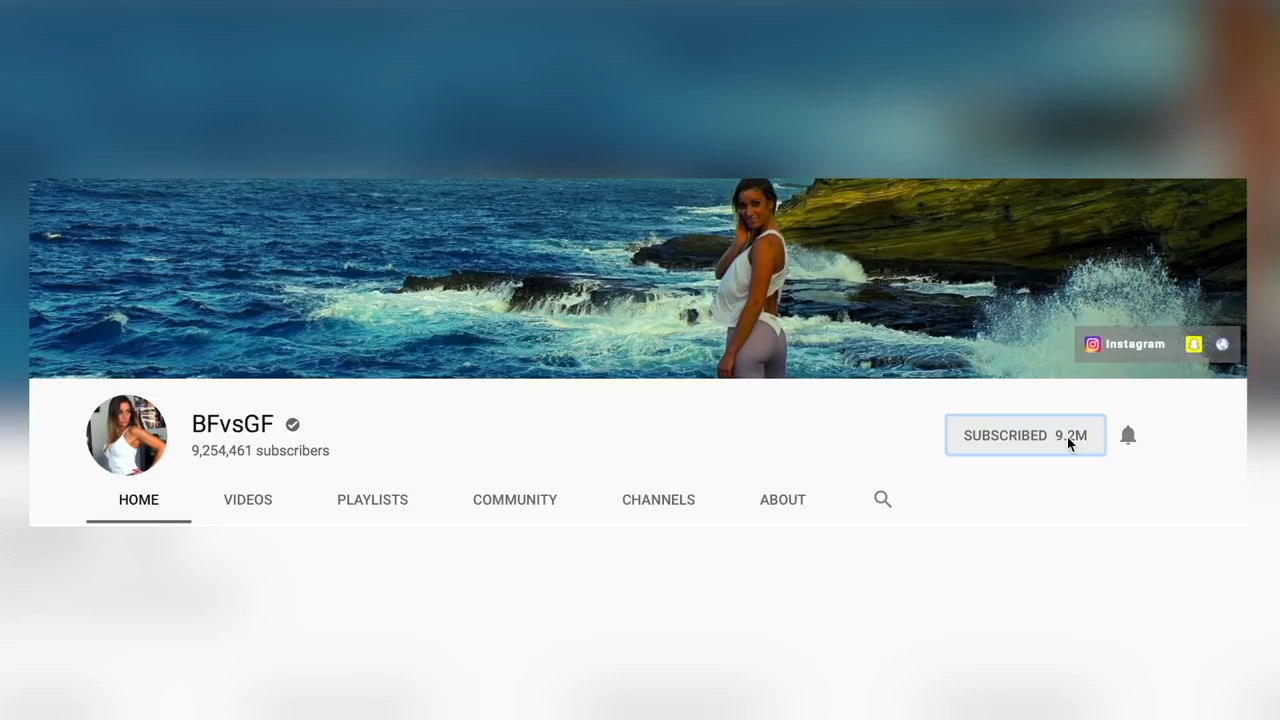 Instagram
BFvsGF
9,254,461 subscribers
SUBSCRIBED 9.2M
HOME VIDEOS PLAYLISTS COMMUNITY CHANNELS ABOUT